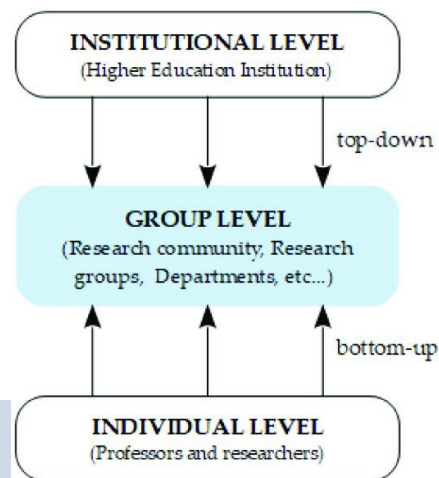 INSTITUTIONAL LEVEL
(Higher Education Institution)
top-down
GROUP LEVEL
(Research community, Research
groups, Departments, etc...)
bottom-up
INDIVIDUAL LEVEL
(Professors and researchers)